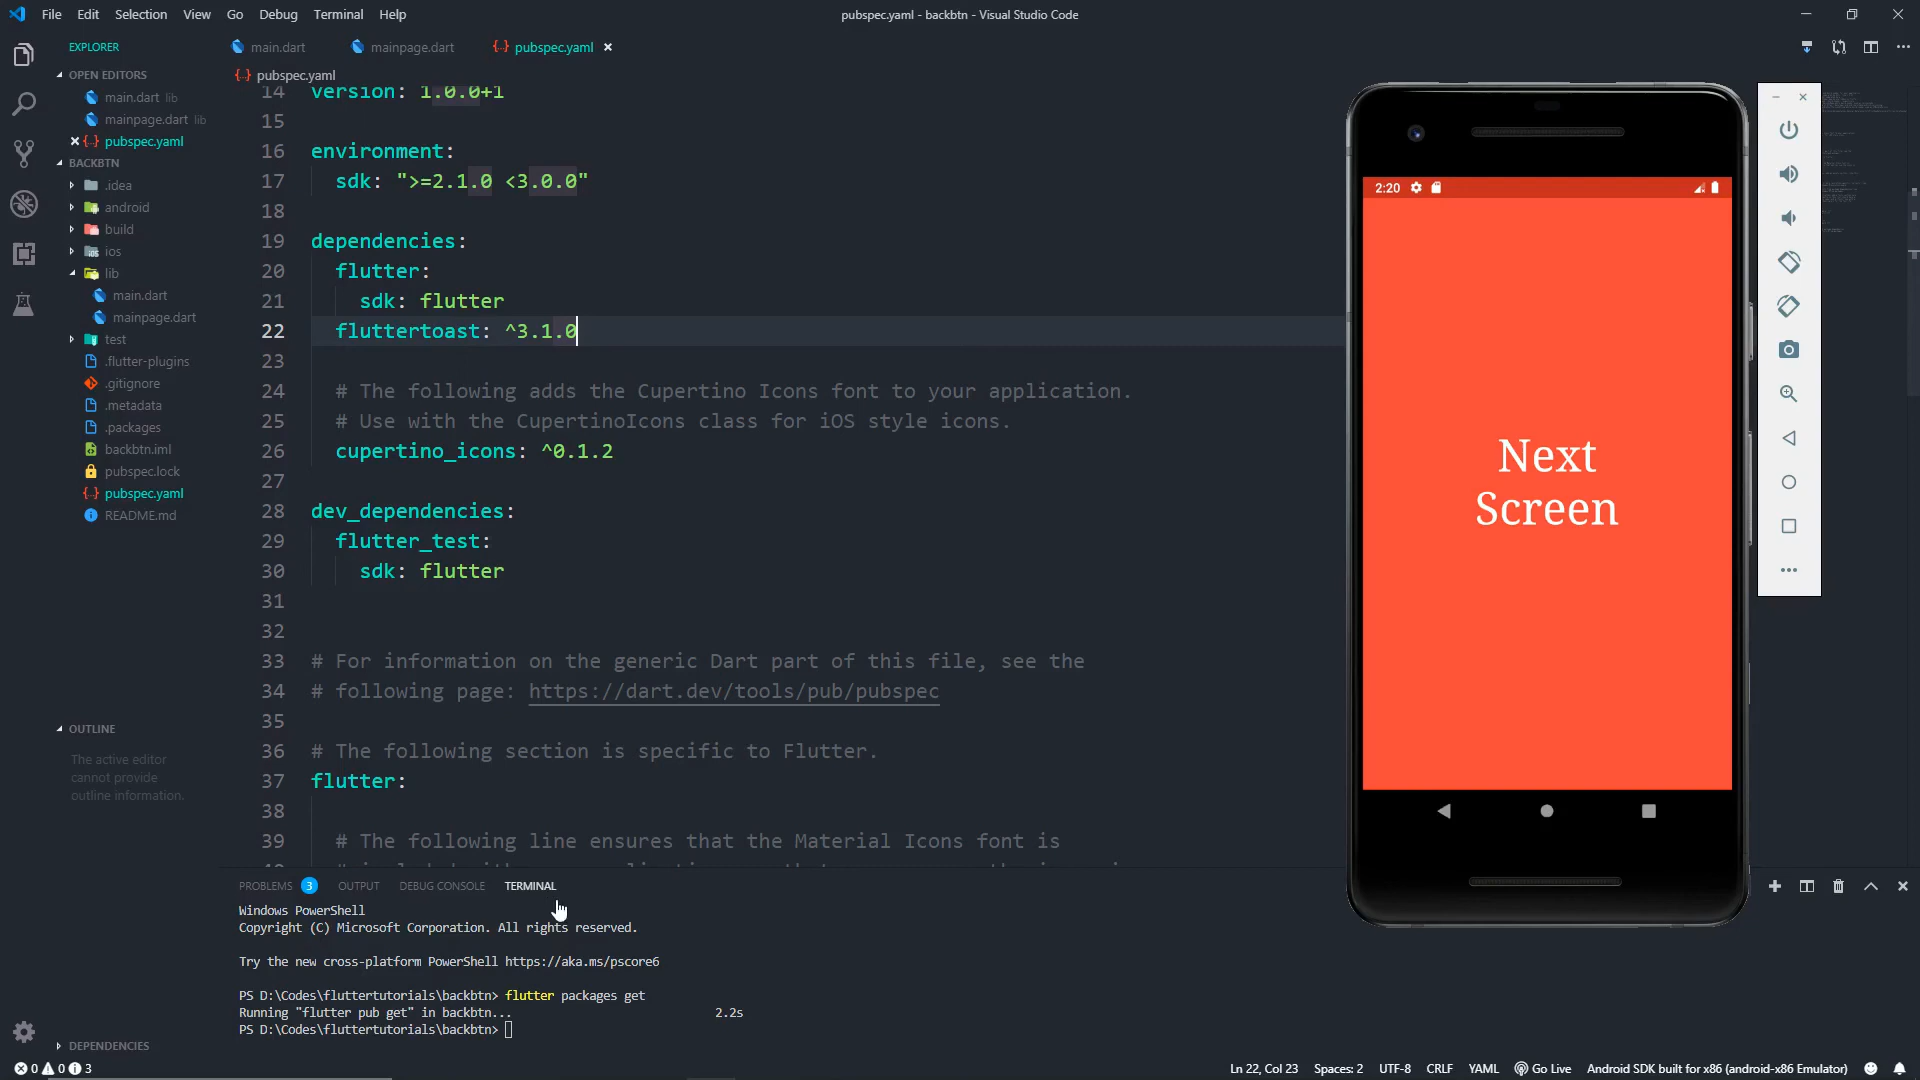 File Edit Selection View Go Debug Terminal Help
pubspec.yaml - backbtn - Visual Studio Code
EXPLORER
OPEN EDITORS
main.dart lib
mainpage.dart lib
pubspec.yaml
BACKBTN
.idea
android
build
ios
lib
main.dart
mainpage.dart
test
.flutter-plugins
.gitignore
.metadata
.packages
backbtn.iml
pubspec.lock
pubspec.yaml
README.md
OUTLINE
The active editor
cannot provide
outline information.
DEPENDENCIES
main.dart mainpage.dart pubspec.yaml
pubspec.yaml
14 version: 1.0.0+1
15
16 environment:
17 sdk: ">=2.1.0 <3.0.0"
18
19 dependencies:
20 flutter:
21 sdk: flutter
22 fluttertoast: ^3.1.0
23
24 # The following adds the Cupertino Icons font to your application.
25 # Use with the CupertinoIcons class for iOS style icons.
26 cupertino_icons: ^0.1.2
27
28 dev_dependencies:
29 flutter_test:
30 sdk: flutter
31
32
33 # For information on the generic Dart part of this file, see the
34 # following page: https://dart.dev/tools/pub/pubspec
35
36 # The following section is specific to Flutter.
37 flutter:
38
39 # The following line ensures that the Material Icons font is
2:20
Next
Screen
PROBLEMS 3 OUTPUT DEBUG CONSOLE TERMINAL
Windows PowerShell
Copyright (C) Microsoft Corporation. All rights reserved.
Try the new cross-platform PowerShell https://aka.ms/pscore6
PS D:\Codes\fluttertutorials\backbtn> flutter packages get
Running "flutter pub get" in backbtn... 2.2s
PS D:\Codes\fluttertutorials\backbtn>
0 0 3
Ln 22, Col 23 Spaces: 2 UTF-8 CRLF YAML Go Live Android SDK built for x86 (android-x86 Emulator)